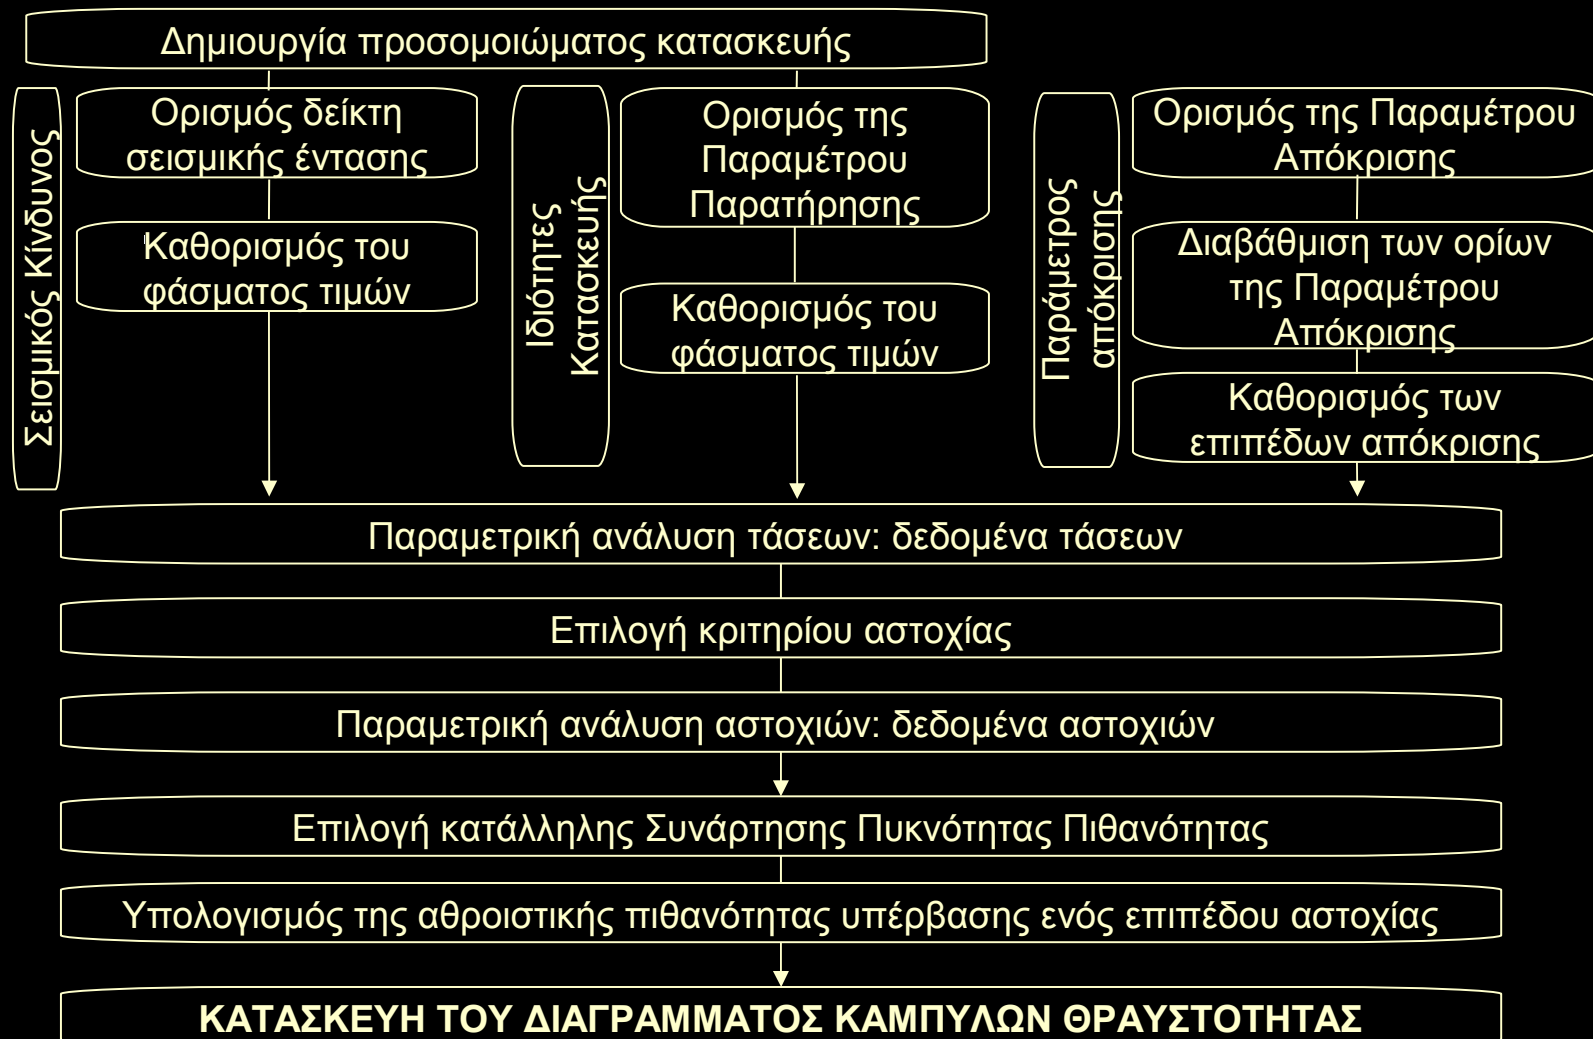 Δημιουργία προσομοιώματος κατασκευής
Σεισμικός Κίνδυνος
Ορισμός δείκτη
σεισμικής έντασης
Καθορισμός του
φάσματος τιμών
Ιδιότητες
Κατασκευής
Ορισμός της
Παραμέτρου
Παρατήρησης
Καθορισμός του
φάσματος τιμών
Παράμετρος
απόκρισης
Ορισμός της Παραμέτρου
Απόκρισης
Διαβάθμιση των ορίων
της Παραμέτρου
Απόκρισης
Καθορισμός των
επιπέδων απόκρισης
Παραμετρική ανάλυση τάσεων: δεδομένα τάσεων
Επιλογή κριτηρίου αστοχίας
Παραμετρική ανάλυση αστοχιών: δεδομένα αστοχιών
Επιλογή κατάλληλης Συνάρτησης Πυκνότητας Πιθανότητας
Υπολογισμός της αθροιστικής πιθανότητας υπέρβασης ενός επιπέδου αστοχίας
ΚΑΤΑΣΚΕΥΗ ΤΟΥ ΔΙΑΓΡΑΜΜΑΤΟΣ ΚΑΜΠΥΛΩΝ ΘΡΑΥΣΤΟΤΗΤΑΣ